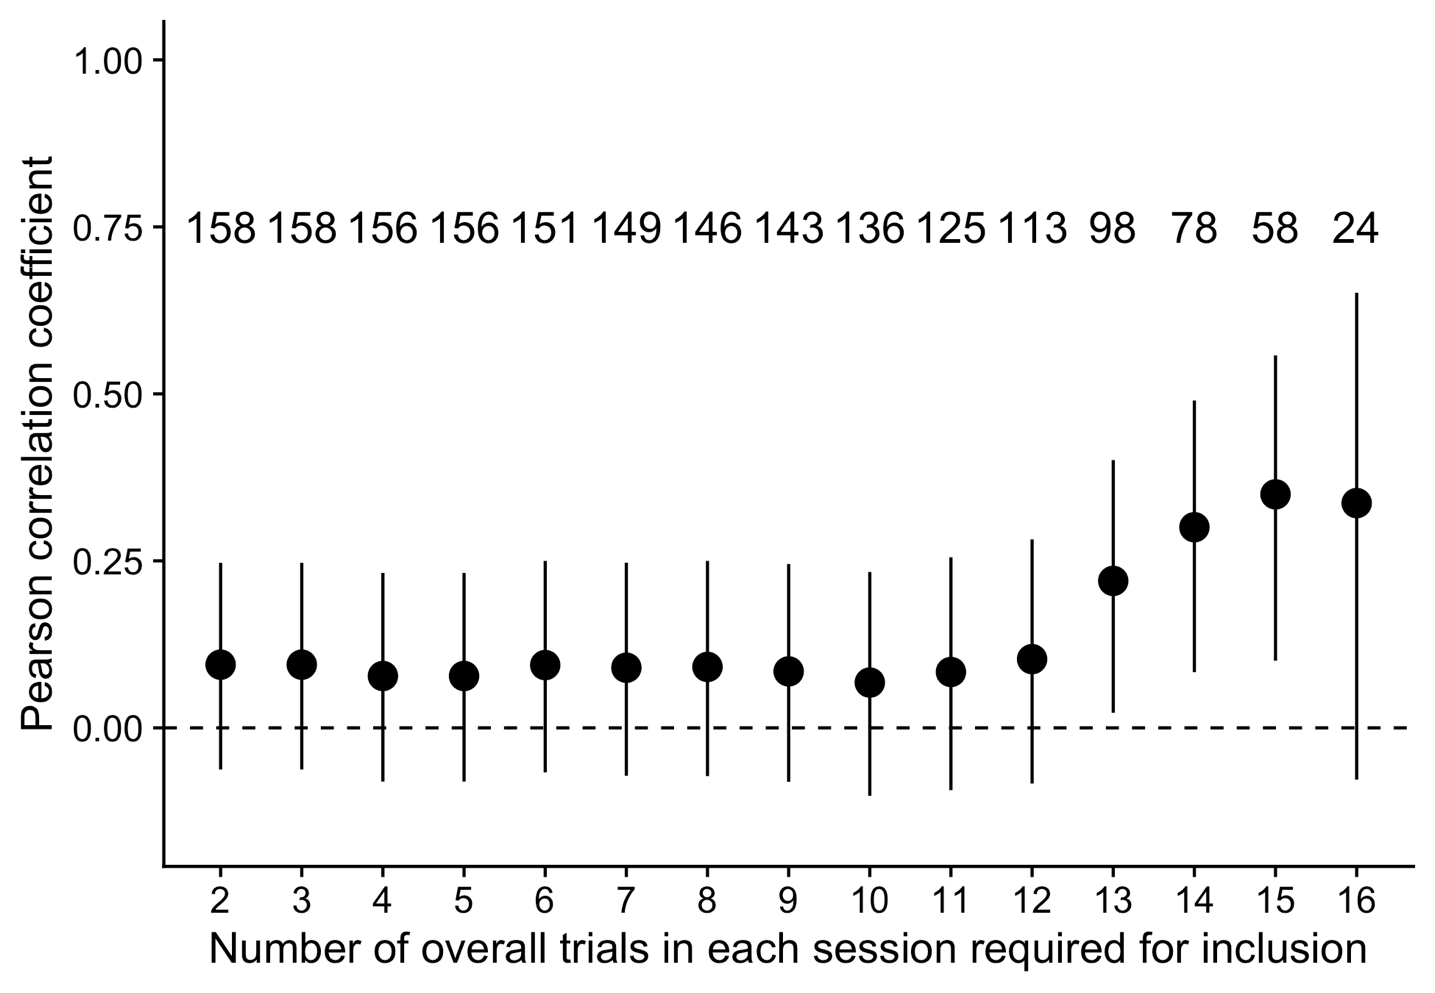 Pearson correlation coefficient
1.00
0.75
0.50
0.25
0.00
158 158 156 156 151 149 146 143 136 125 113 98 78 58 24
2 3 4 5 6 7 8 9 10 11 12 13 14 15 16
Number of overall trials in each session required for inclusion